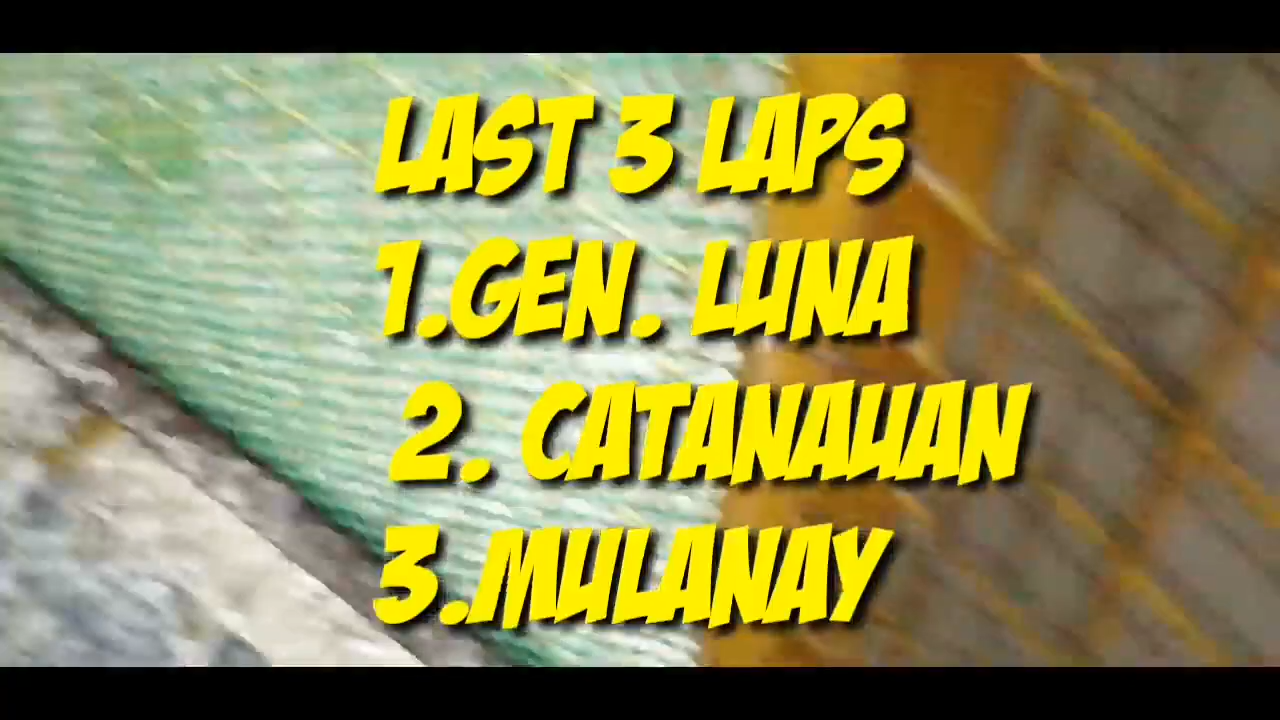 LAST 3 LAPS
1.GEN. LUNA
2. CATANAUAN
3.MULANAY